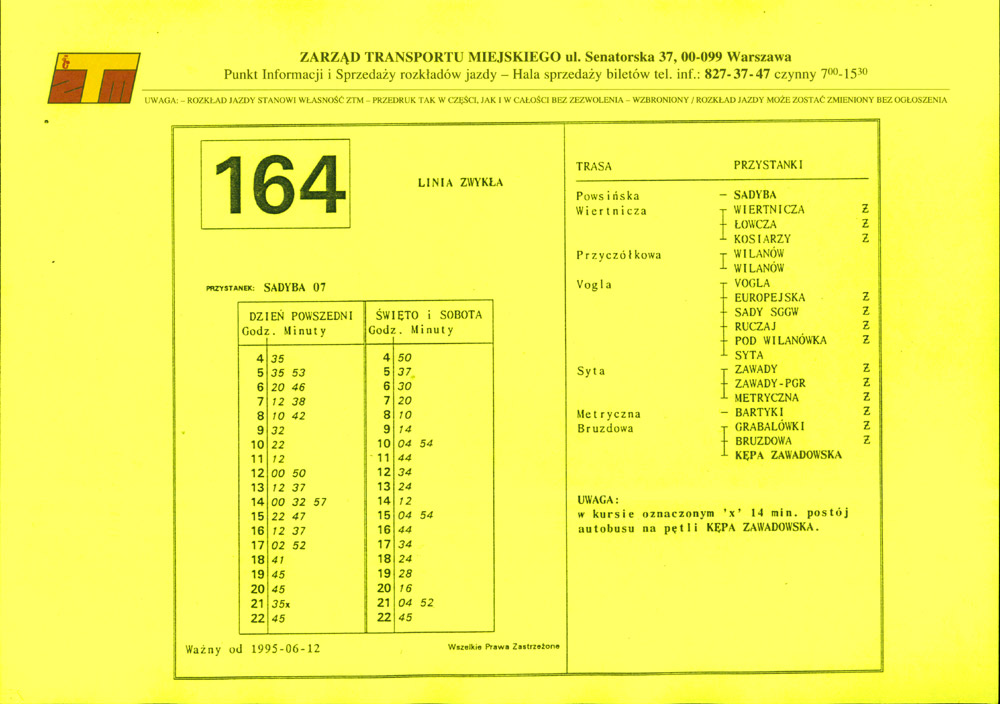 ZTM
ZARZĄD TRANSPORTU MIEJSKIEGO ul. Senatorska 37, 00-099 Warszawa
Punkt Informacji i Sprzedaży rozkładów jazdy – Hala sprzedaży biletów tel. inf.: 827-37-47 czynny 7⁰⁰-15³⁰
UWAGA: – ROZKŁAD JAZDY STANOWI WŁASNOŚĆ ZTM – PRZEDRUK TAK W CZĘŚCI, JAK I W CAŁOŚCI BEZ ZEZWOLENIA – WZBRONIONY / ROZKŁAD JAZDY MOŻE ZOSTAĆ ZMIENIONY BEZ OGŁOSZENIA
164
LINIA ZWYKŁA
PRZYSTANEK: SADYBA 07
DZIEŃ POWSZEDNI
Godz. Minuty
4 35
5 35 53
6 20 46
7 12 38
8 10 42
9 32
10 22
11 12
12 00 50
13 12 37
14 00 32 57
15 22 47
16 12 37
17 02 52
18 41
19 45
20 45
21 35x
22 45
ŚWIĘTO i SOBOTA
Godz. Minuty
4 50
5 37
6 30
7 20
8 10
9 14
10 04 54
11 44
12 34
13 24
14 12
15 04 54
16 44
17 34
18 24
19 28
20 16
21 04 52
22 45
Ważny od 1995-06-12
Wszelkie Prawa Zastrzeżone
TRASA PRZYSTANKI
Powsińska – SADYBA
Wiertnicza WIERTNICZA Ż
ŁOWCZA Ż
KOSIARZY Ż
Przyczółkowa WILANÓW
WILANÓW
Vogla VOGLA
EUROPEJSKA Ż
SADY SGGW Ż
RUCZAJ Ż
POD WILANÓWKA Ż
SYTA
Syta ZAWADY Ż
ZAWADY-PGR Ż
METRYCZNA Ż
Metryczna – BARTYKI Ż
Bruzdowa GRABALÓWKI Ż
BRUZDOWA Ż
KĘPA ZAWADOWSKA
UWAGA:
w kursie oznaczonym 'x' 14 min. postój
autobusu na pętli KĘPA ZAWADOWSKA.